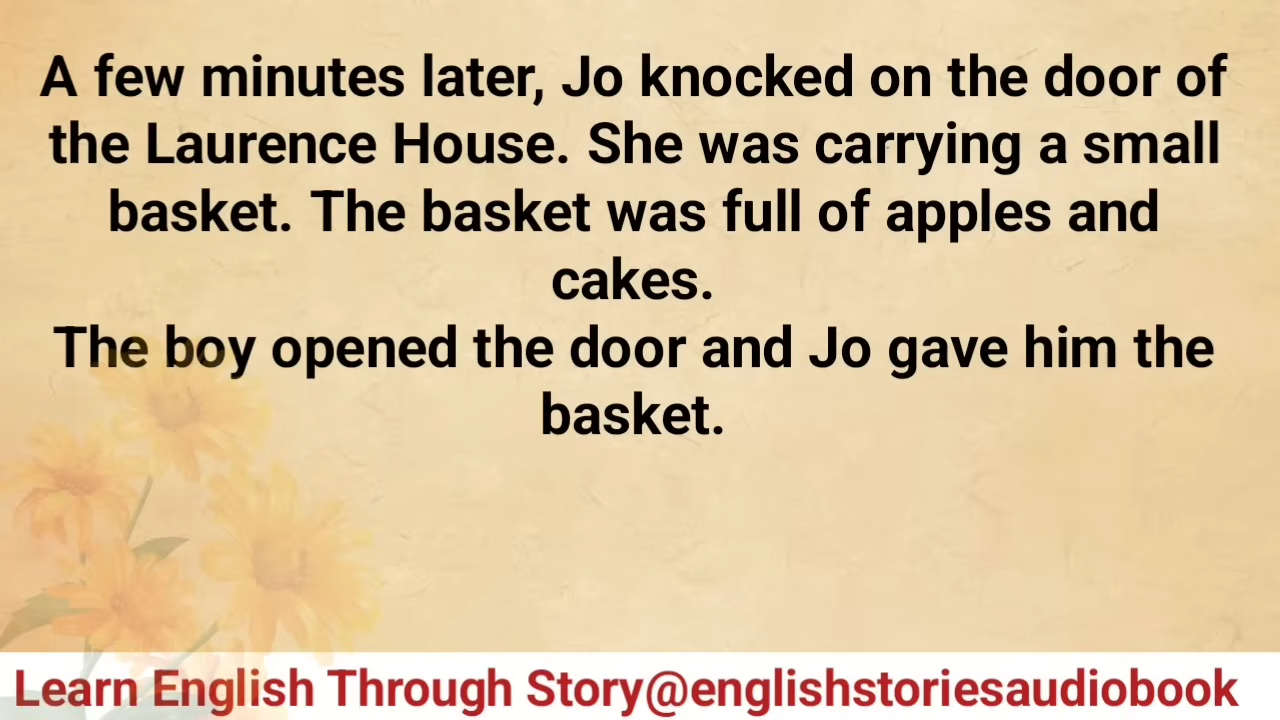 A few minutes later, Jo knocked on the door of
the Laurence House. She was carrying a small
basket. The basket was full of apples and
cakes.
The boy opened the door and Jo gave him the
basket.
Learn English Through Story@englishstoriesaudiobook